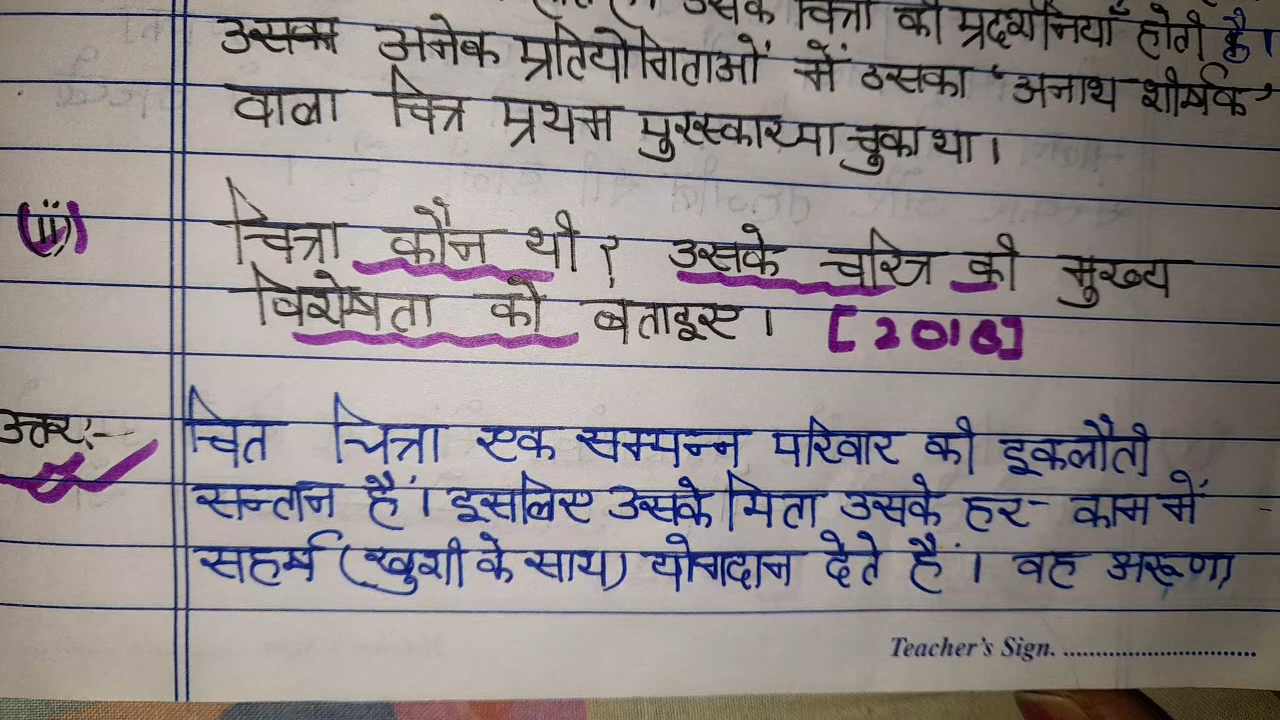 उसके चित्रों की प्रदर्शनियाँ होती है।
उसका अनेक प्रतियोगिताओं में उसका 'अनाथ शीर्षक'
वाला चित्र प्रथम पुरस्कार पा चुका था।
(ii) चित्रा कौन थी? उसके चरित्र की मुख्य
विशेषता को बताइए। [2018]
उत्तर:- चित चित्रा एक सम्पन्न परिवार की इकलौती
सन्तान है। इसलिए उसके पिता उसके हर काम में
सहर्ष (खुशी के साथ) योगदान देते है। वह अरूणा
Teacher's Sign. ................................